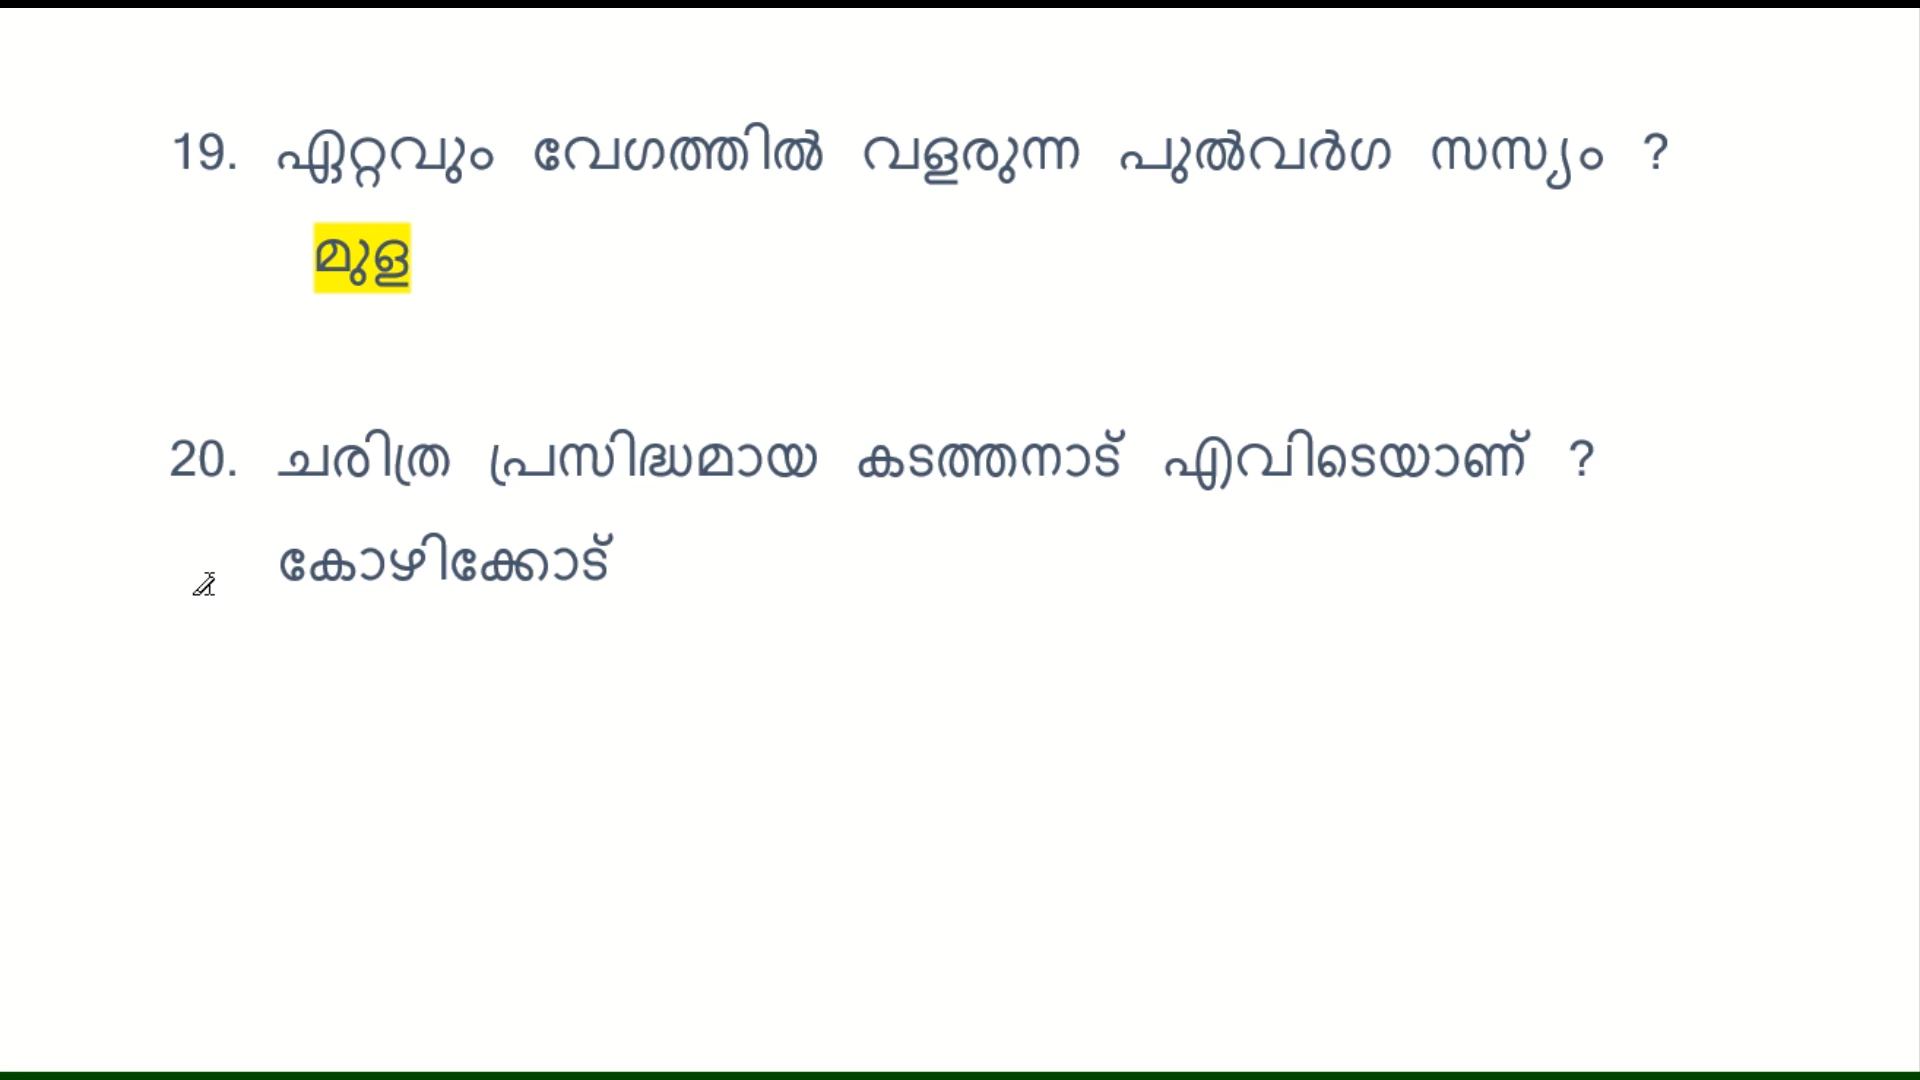 19. ഏറ്റവും വേഗത്തിൽ വളരുന്ന പുൽവർഗ സസ്യം ?
മുള
20. ചരിത്ര പ്രസിദ്ധമായ കടത്തനാട് എവിടെയാണ് ?
കോഴിക്കോട്